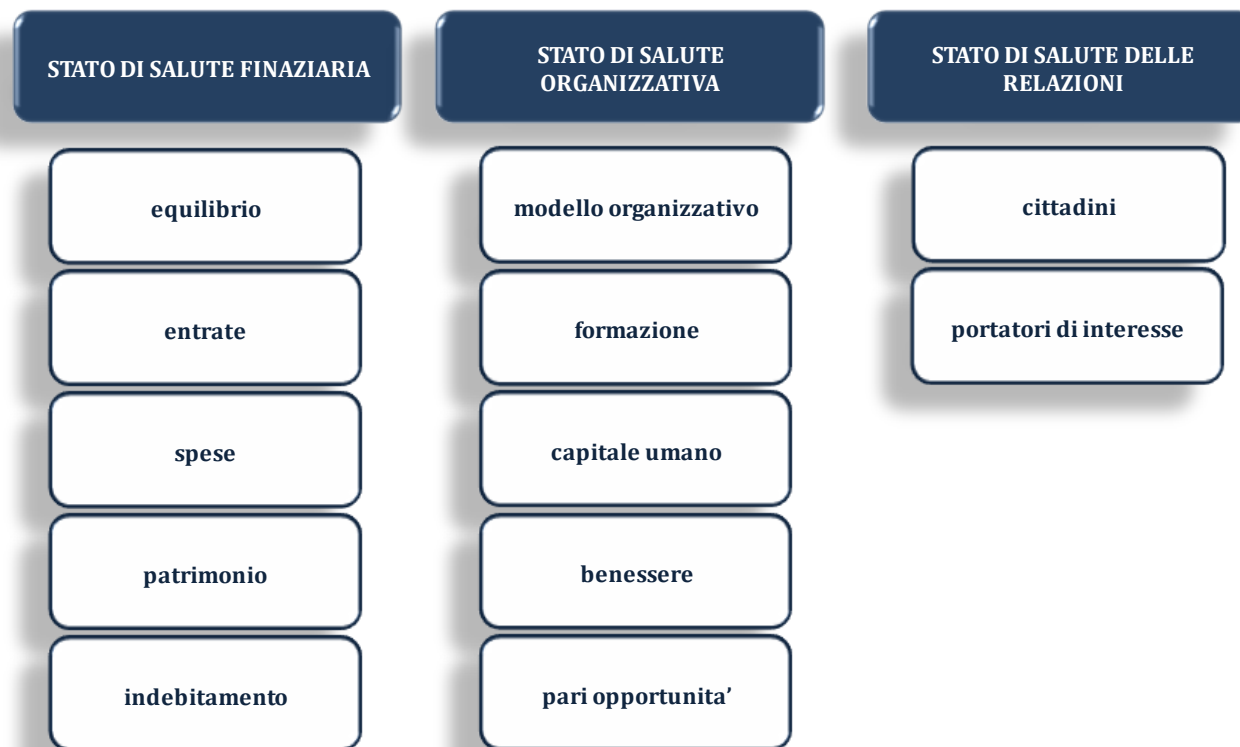 STATO DI SALUTE FINAZIARIA
equilibrio
entrate
spese
patrimonio
indebitamento
STATO DI SALUTE
ORGANIZZATIVA
modello organizzativo
formazione
capitale umano
benessere
pari opportunita’
STATO DI SALUTE DELLE
RELAZIONI
cittadini
portatori di interesse